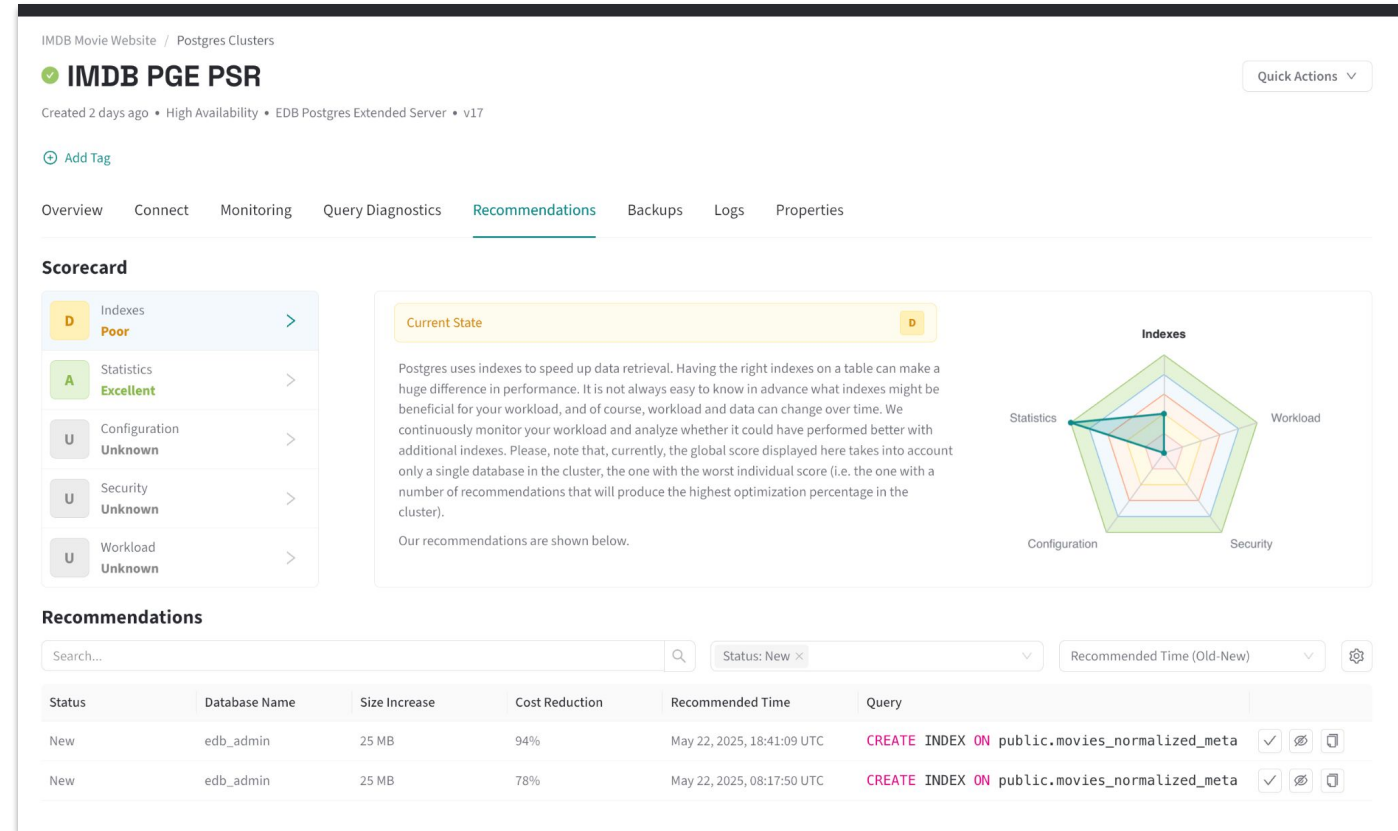 IMDB Movie Website / Postgres Clusters
IMDB PGE PSR
Quick Actions
Created 2 days ago • High Availability • EDB Postgres Extended Server • v17
Add Tag
Overview Connect Monitoring Query Diagnostics Recommendations Backups Logs Properties
Scorecard
D Indexes
Poor
A Statistics
Excellent
U Configuration
Unknown
U Security
Unknown
U Workload
Unknown
Current State D
Postgres uses indexes to speed up data retrieval. Having the right indexes on a table can make a
huge difference in performance. It is not always easy to know in advance what indexes might be
beneficial for your workload, and of course, workload and data can change over time. We
continuously monitor your workload and analyze whether it could have performed better with
additional indexes. Please, note that, currently, the global score displayed here takes into account
only a single database in the cluster, the one with the worst individual score (i.e. the one with a
number of recommendations that will produce the highest optimization percentage in the
cluster).
Our recommendations are shown below.
Indexes
Statistics Workload
Configuration Security
Recommendations
Search... Status: New × Recommended Time (Old-New)
Status Database Name Size Increase Cost Reduction Recommended Time Query
New edb_admin 25 MB 94% May 22, 2025, 18:41:09 UTC CREATE INDEX ON public.movies_normalized_meta
New edb_admin 25 MB 78% May 22, 2025, 08:17:50 UTC CREATE INDEX ON public.movies_normalized_meta